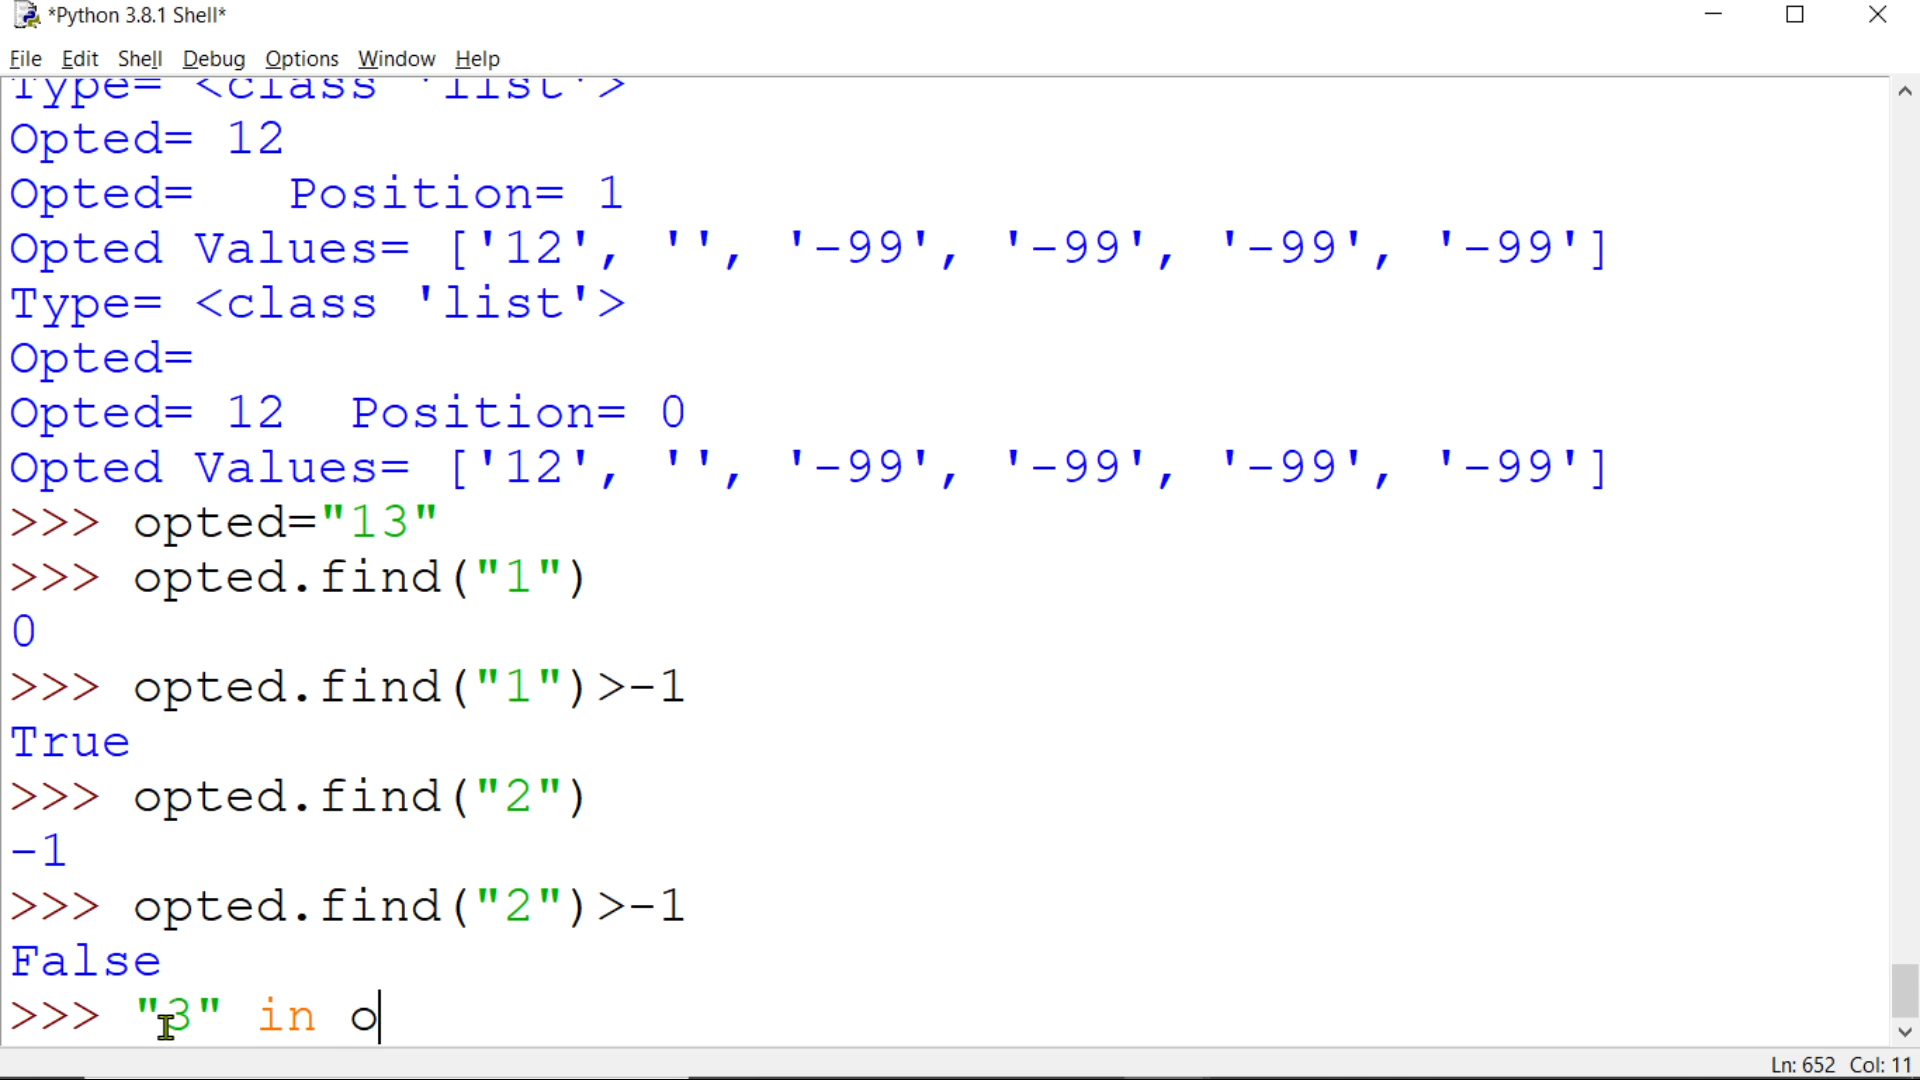 *Python 3.8.1 Shell*
File Edit Shell Debug Options Window Help
Type= <class 'list'>
Opted= 12
Opted=   Position= 1
Opted Values= ['12', '', '-99', '-99', '-99', '-99']
Type= <class 'list'>
Opted=
Opted= 12  Position= 0
Opted Values= ['12', '', '-99', '-99', '-99', '-99']
>>> opted="13"
>>> opted.find("1")
0
>>> opted.find("1")>-1
True
>>> opted.find("2")
-1
>>> opted.find("2")>-1
False
>>> "3" in o
Ln: 652 Col: 11